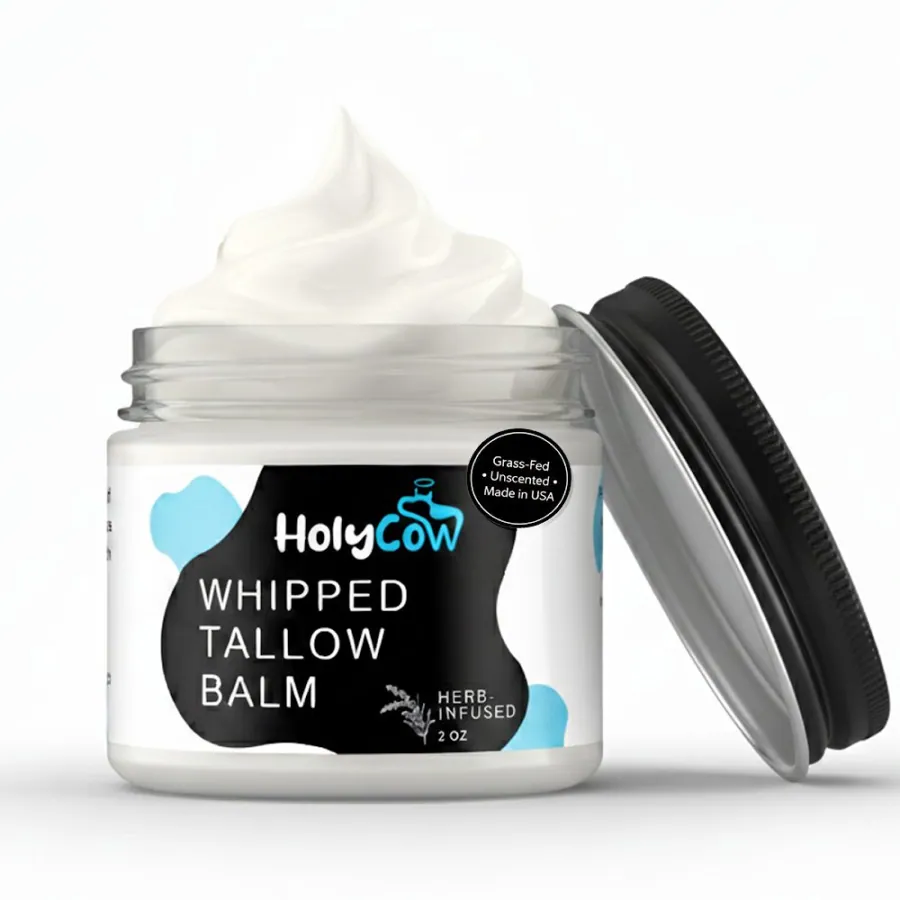 Grass-Fed
• Unscented •
Made in USA
HolyCow
WHIPPED
TALLOW
BALM
HERB-
INFUSED
2 OZ